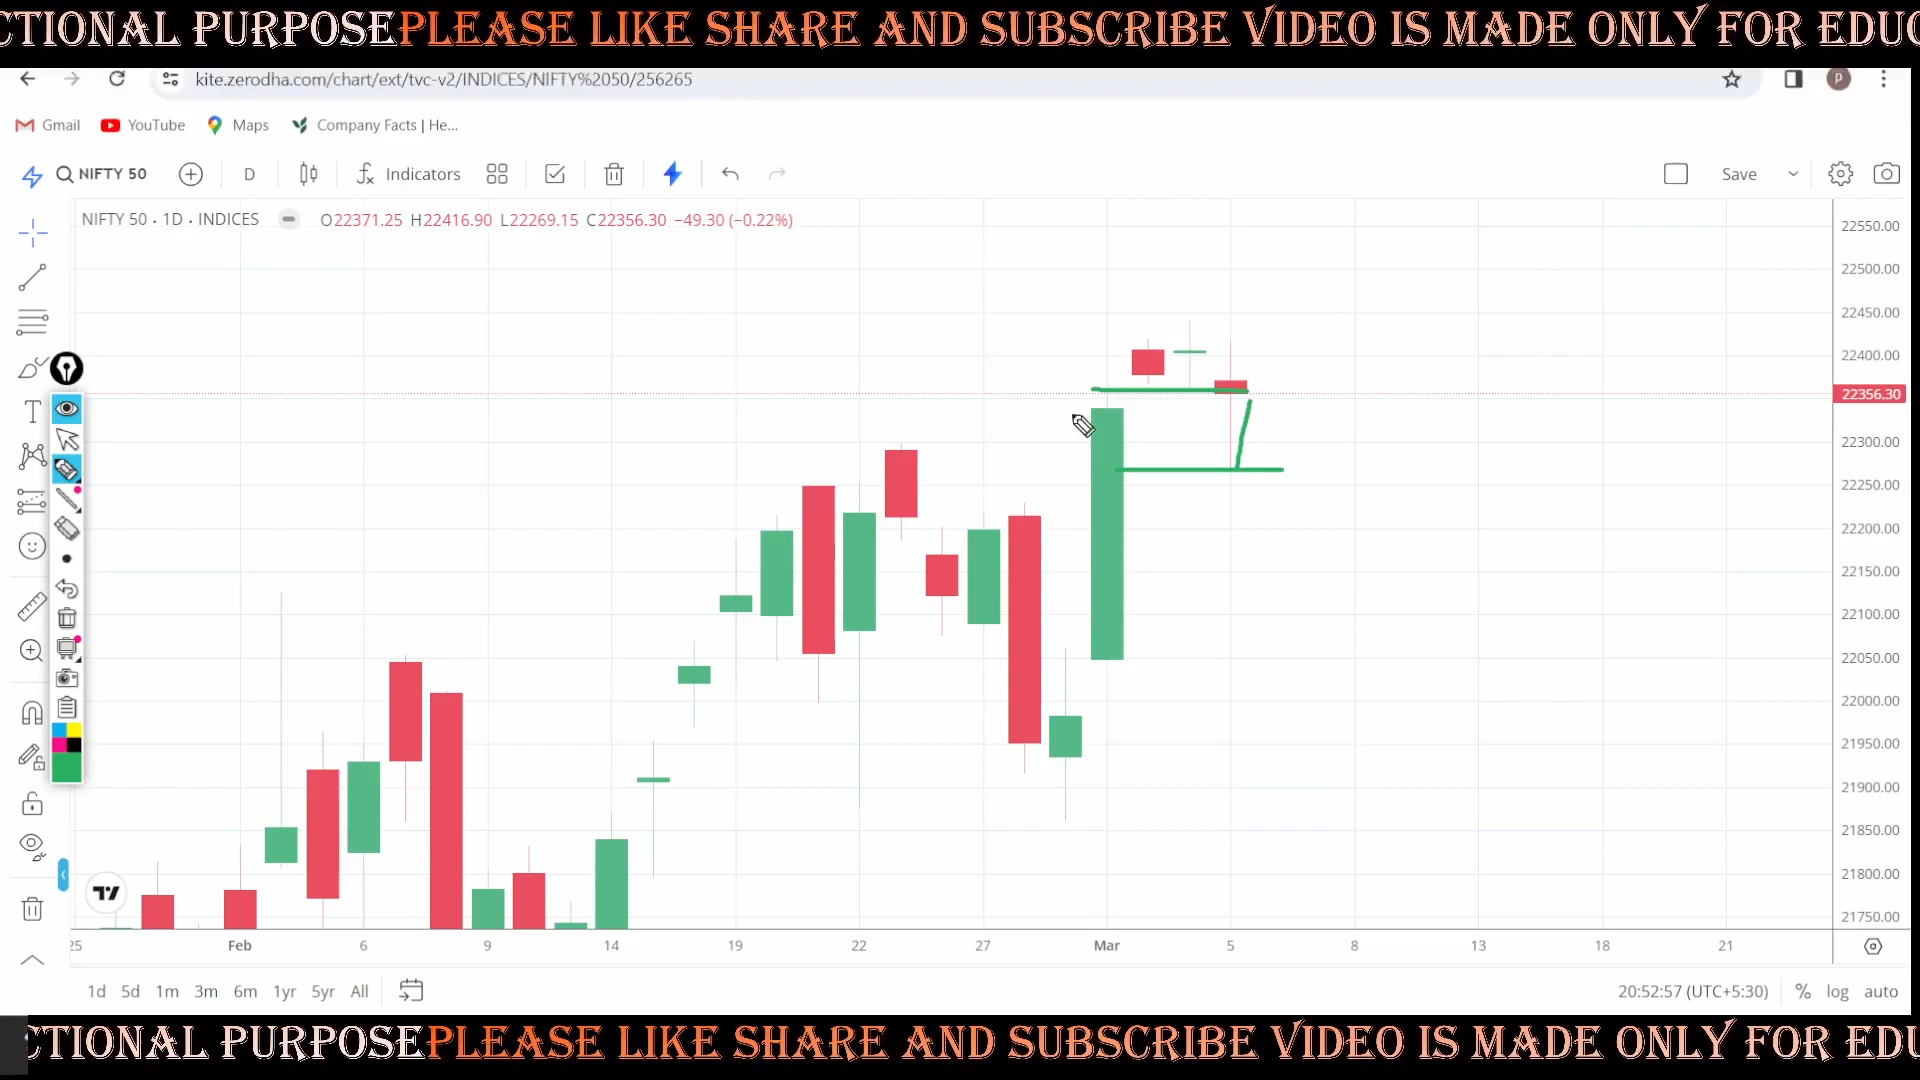 CTIONAL PURPOSEPLEASE LIKE SHARE AND SUBSCRIBE VIDEO IS MADE ONLY FOR EDUC
kite.zerodha.com/chart/ext/tvc-v2/INDICES/NIFTY%2050/256265
P
Gmail YouTube Maps Company Facts | He...
NIFTY 50 D Indicators Save
NIFTY 50 · 1D · INDICES O22371.25 H22416.90 L22269.15 C22356.30 −49.30 (−0.22%)
22550.00
22500.00
22450.00
22400.00
22356.30
22300.00
22250.00
22200.00
22150.00
22100.00
22050.00
22000.00
21950.00
21900.00
21850.00
21800.00
21750.00
25 Feb 6 9 14 19 22 27 Mar 5 8 13 18 21
1d 5d 1m 3m 6m 1yr 5yr All 20:52:57 (UTC+5:30) % log auto
CTIONAL PURPOSEPLEASE LIKE SHARE AND SUBSCRIBE VIDEO IS MADE ONLY FOR EDU